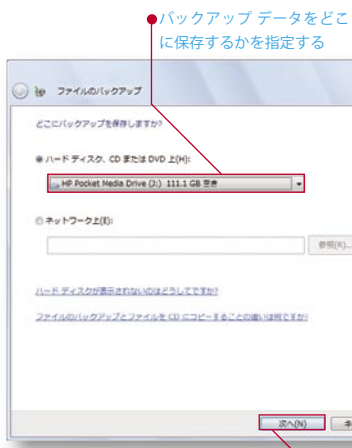 バックアップ データをどこ
に保存するかを指定する
ファイルのバックアップ
どこにバックアップを保存しますか?
ハード ディスク、CD または DVD 上(H):
HP Pocket Media Drive (J:) 111.1 GB 空き
ネットワーク上(E):
参照(R)...
ハード ディスクが表示されないのはどうしてですか?
ファイルのバックアップとファイルを CD にコピーすることの違いは何ですか?
次へ(N)
キ